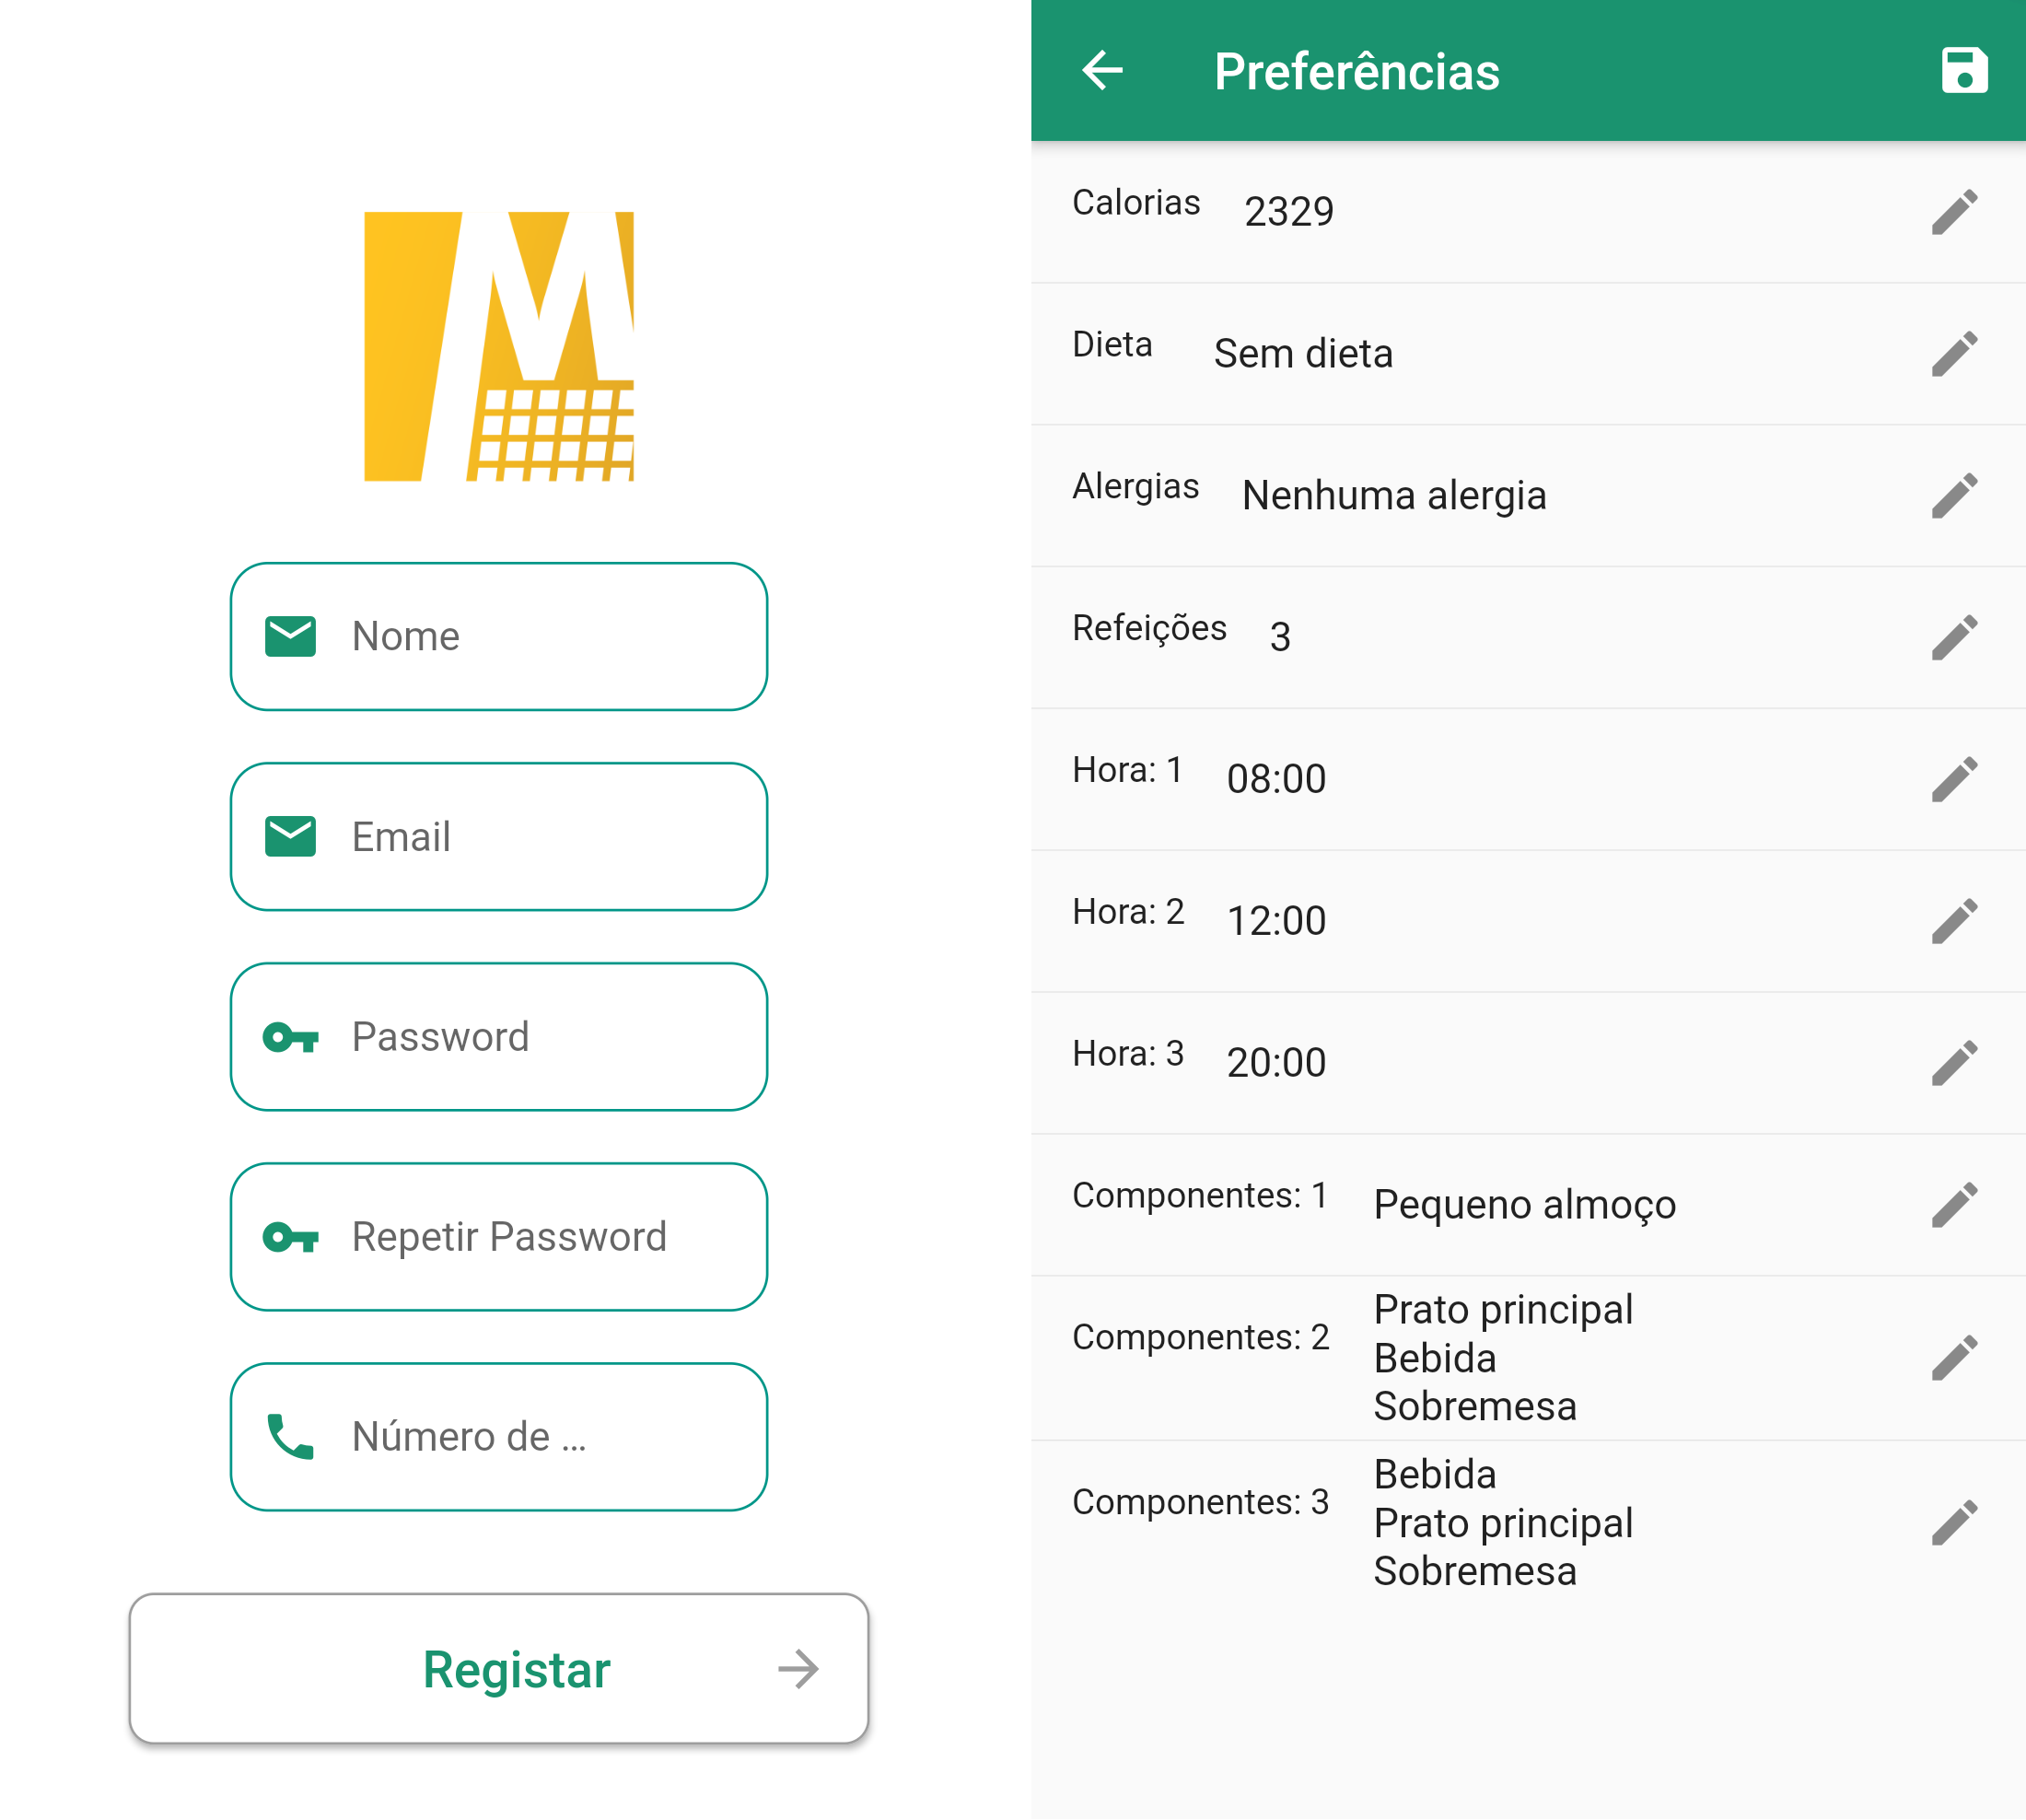 M
Nome
Email
Password
Repetir Password
Número de ...
Registar
Preferências
Calorias 2329
Dieta Sem dieta
Alergias Nenhuma alergia
Refeições 3
Hora: 1 08:00
Hora: 2 12:00
Hora: 3 20:00
Componentes: 1 Pequeno almoço
Componentes: 2 Prato principal
Bebida
Sobremesa
Componentes: 3 Bebida
Prato principal
Sobremesa